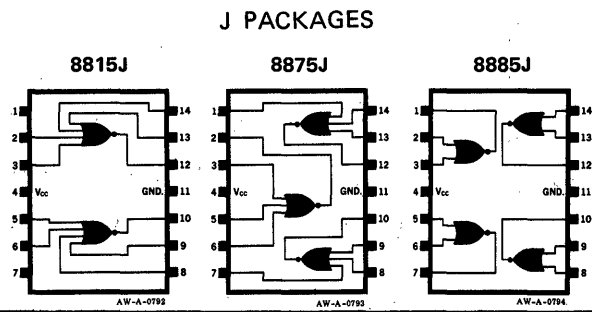 J PACKAGES
8815J 8875J 8885J
1 14 1 14 1 14
2 13 2 13 2 13
3 12 3 12 3 12
4 Vcc GND. 11 4 Vcc GND. 11 4 Vcc GND. 11
5 10 5 10 5 10
6 9 6 9 6 9
7 8 7 8 7 8
AW-A-0792 AW-A-0793 AW-A-0794.